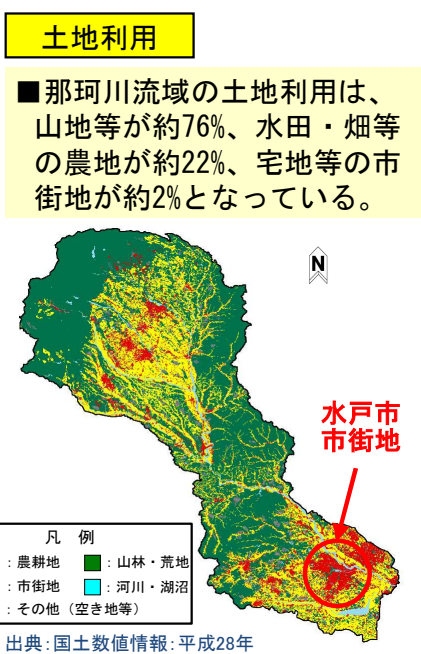 土地利用
■那珂川流域の土地利用は、
山地等が約76%、水田・畑等
の農地が約22%、宅地等の市
街地が約2%となっている。
N
水戸市
市街地
凡 例
：農耕地 ：山林・荒地
：市街地 ：河川・湖沼
：その他（空き地等）
出典：国土数値情報：平成28年